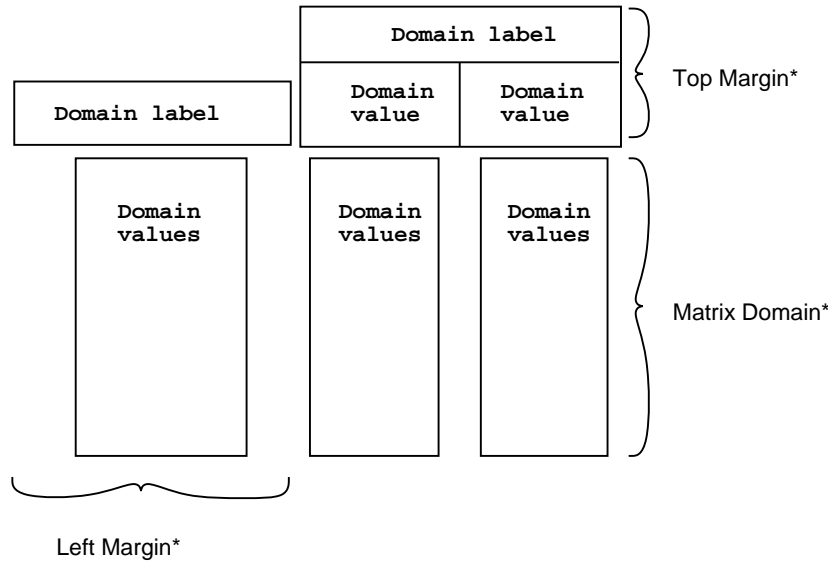 Domain label
Top Margin*
Domain label
Domain
value
Domain
value
Domain
values
Domain
values
Domain
values
Matrix Domain*
Left Margin*